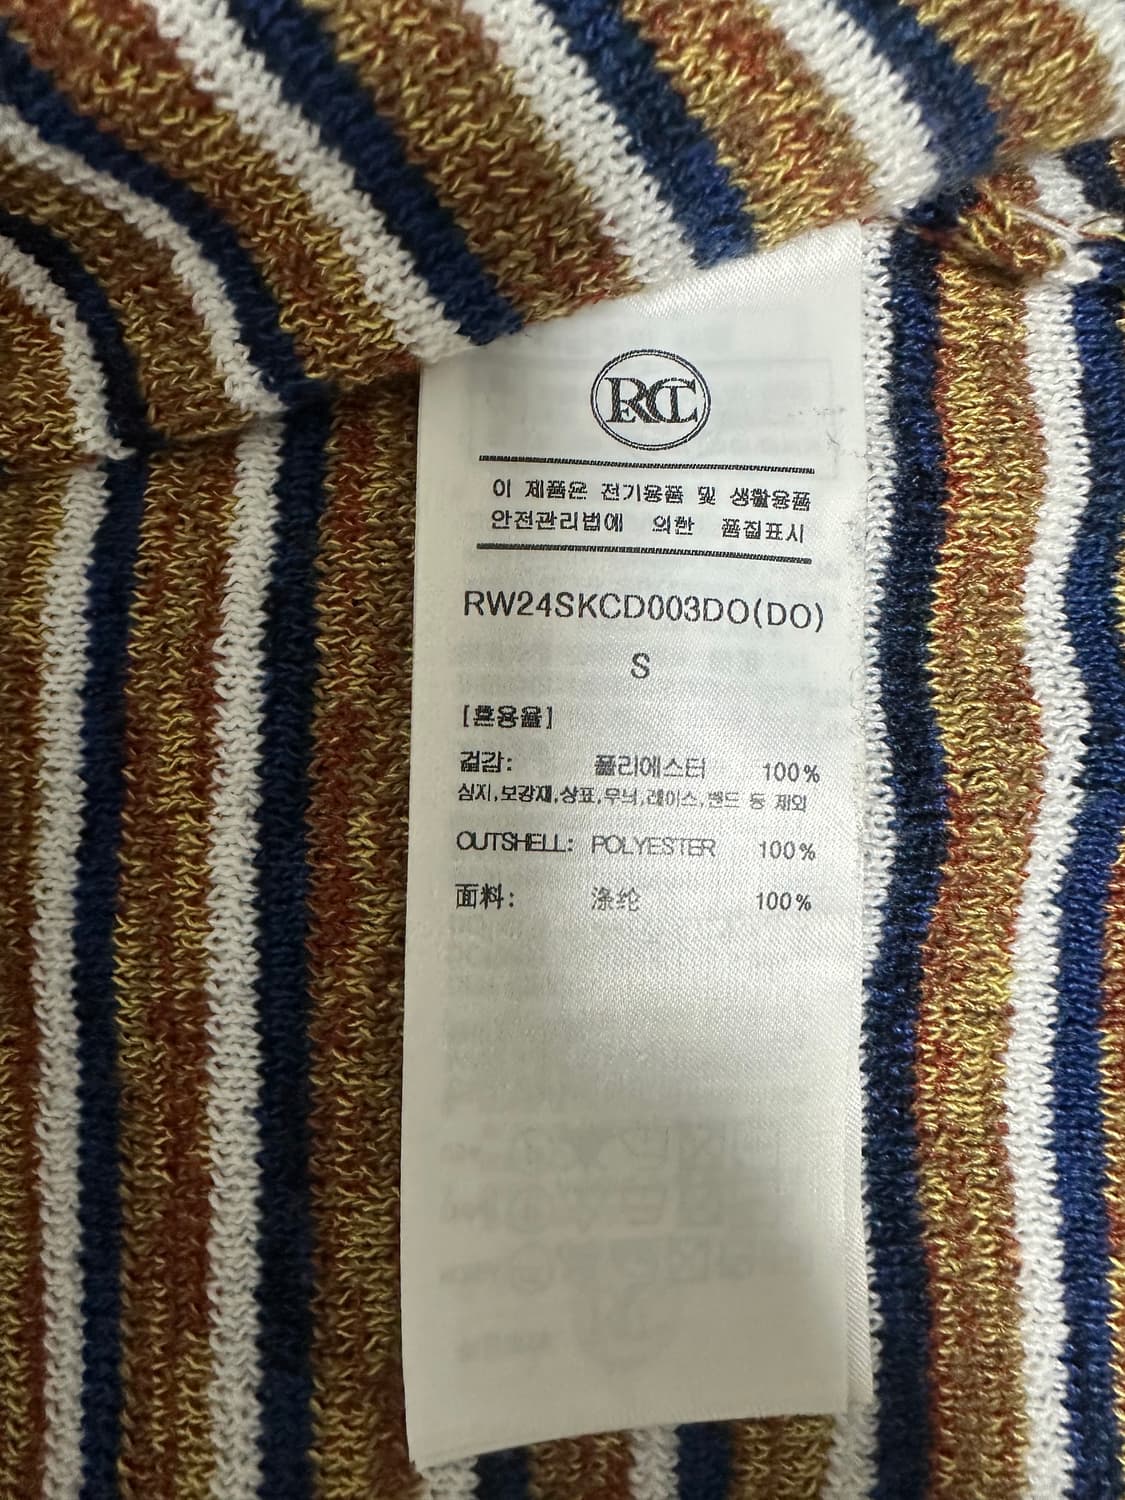 RECTO
이 제품은 전기용품 및 생활용품
안전관리법에 의한 품질표시
RW24SKCD003DO(DO)
S
[혼용율]
겉감: 폴리에스터 100%
심지,보강재,상표,무늬,레이스,밴드 등 제외
OUTSHELL: POLYESTER 100%
面料: 涤纶 100%